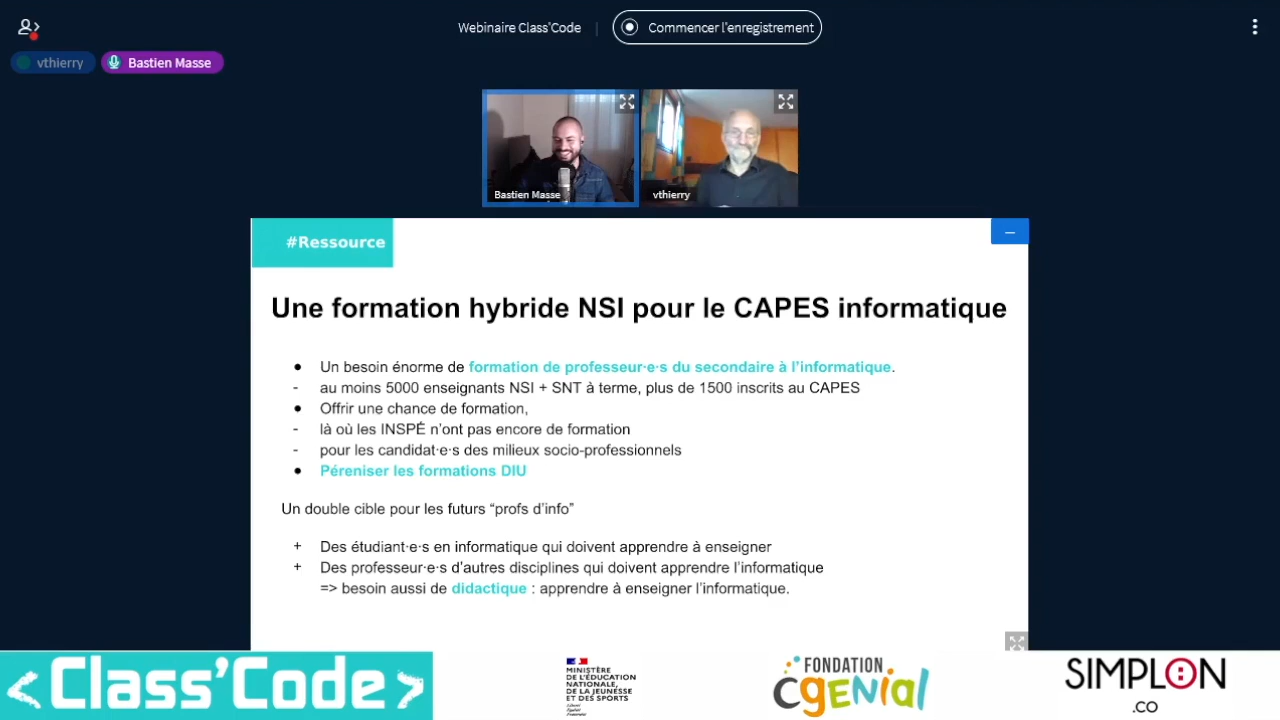 Webinaire Class'Code
Commencer l'enregistrement
vthierry
Bastien Masse
Bastien Masse
vthierry
#Ressource
Une formation hybride NSI pour le CAPES informatique
● Un besoin énorme de formation de professeur·e·s du secondaire à l'informatique.
- au moins 5000 enseignants NSI + SNT à terme, plus de 1500 inscrits au CAPES
● Offrir une chance de formation,
- là où les INSPÉ n'ont pas encore de formation
- pour les candidat·e·s des milieux socio-professionnels
● Péreniser les formations DIU
Un double cible pour les futurs “profs d'info”
+ Des étudiant·e·s en informatique qui doivent apprendre à enseigner
+ Des professeur·e·s d'autres disciplines qui doivent apprendre l'informatique
=> besoin aussi de didactique : apprendre à enseigner l'informatique.
<Class'Code>
MINISTÈRE
DE L'ÉDUCATION
NATIONALE,
DE LA JEUNESSE
ET DES SPORTS
FONDATION
CGENIAL
SIMPLON
.CO